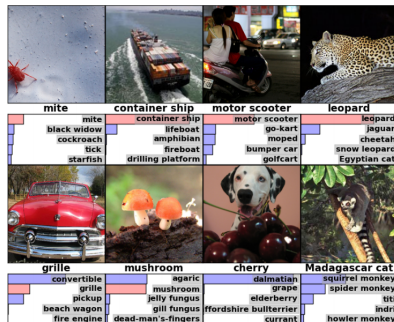 mite
container ship
motor scooter
leopard
mite
black widow
cockroach
tick
starfish
container ship
lifeboat
amphibian
fireboat
drilling platform
motor scooter
go-kart
moped
bumper car
golfcart
leopard
jaguar
cheetah
snow leopard
Egyptian cat
grille
mushroom
cherry
Madagascar cat
convertible
grille
pickup
beach wagon
fire engine
agaric
mushroom
jelly fungus
gill fungus
dead-man's-fingers
dalmatian
grape
elderberry
ffordshire bullterrier
currant
squirrel monkey
spider monkey
titi
indri
howler monkey